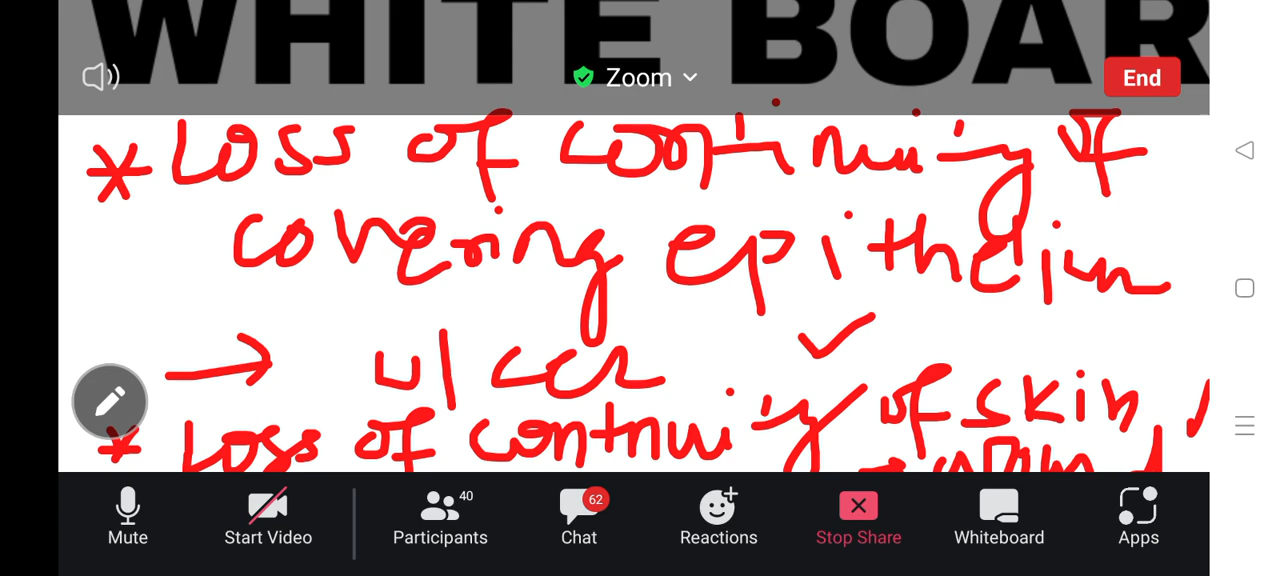 WHITE BOAR
Zoom
End
* Loss of continuity of
covering epithelium
→ ulcer ✓
* Loss of continuity of skin
→ wound
40
62
Mute
Start Video
Participants
Chat
Reactions
Stop Share
Whiteboard
Apps